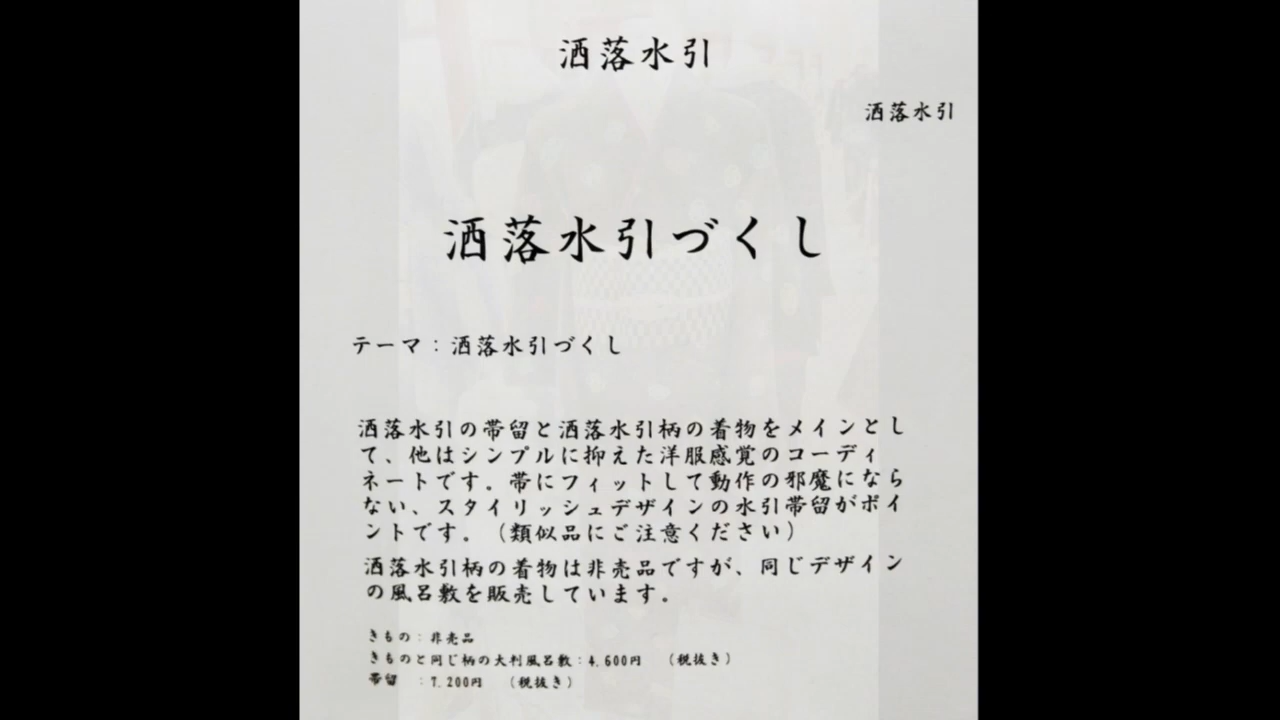 洒落水引
洒落水引
洒落水引づくし
テーマ：洒落水引づくし
洒落水引の帯留と洒落水引柄の着物をメインとし
て、他はシンプルに抑えた洋服感覚のコーディ
ネートです。帯にフィットして動作の邪魔になら
ない、スタイリッシュデザインの水引帯留がポイ
ントです。（類似品にご注意ください）
洒落水引柄の着物は非売品ですが、同じデザイン
の風呂敷を販売しています。
きもの：非売品
きものと同じ柄の大判風呂敷：4,600円　（税抜き）
帯留　：7,200円　（税抜き）